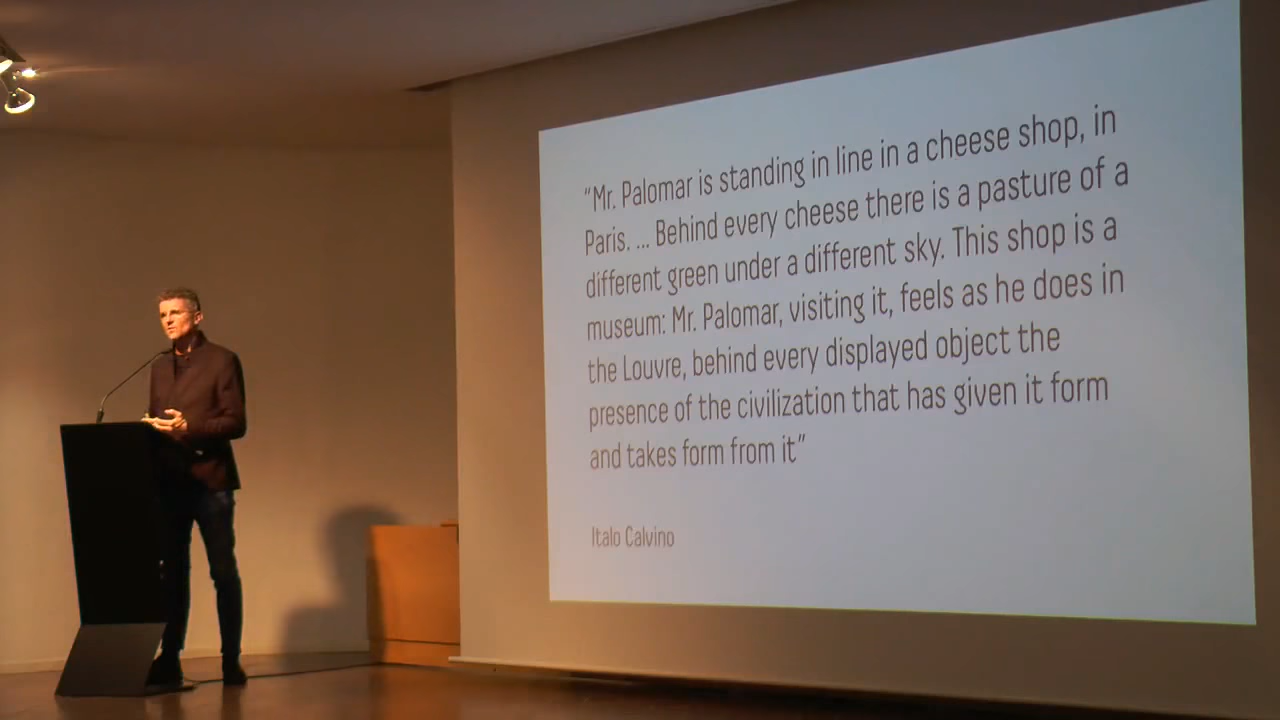 “Mr. Palomar is standing in line in a cheese shop, in
Paris. ... Behind every cheese there is a pasture of a
different green under a different sky. This shop is a
museum: Mr. Palomar, visiting it, feels as he does in
the Louvre, behind every displayed object the
presence of the civilization that has given it form
and takes form from it”
Italo Calvino